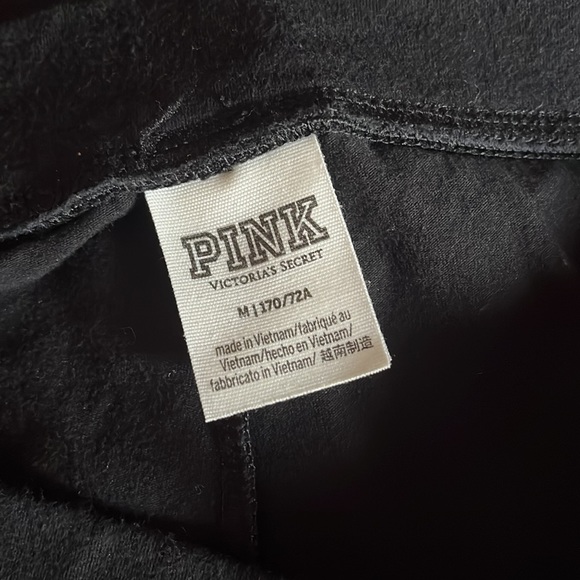 PINK
VICTORIA'S SECRET
M | 170/72A
made in Vietnam/fabriqué au
Vietnam/hecho en Vietnam/
fabbricato in Vietnam/ 越南制造